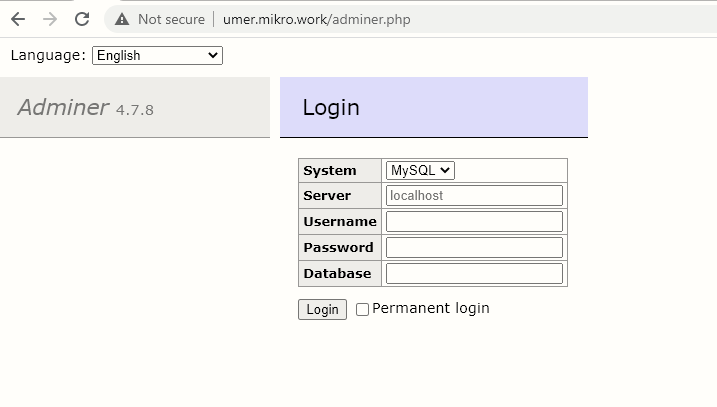 Not secure | umer.mikro.work/adminer.php
Language: English
Adminer 4.7.8
Login
System MySQL
Server localhost
Username
Password
Database
Login Permanent login